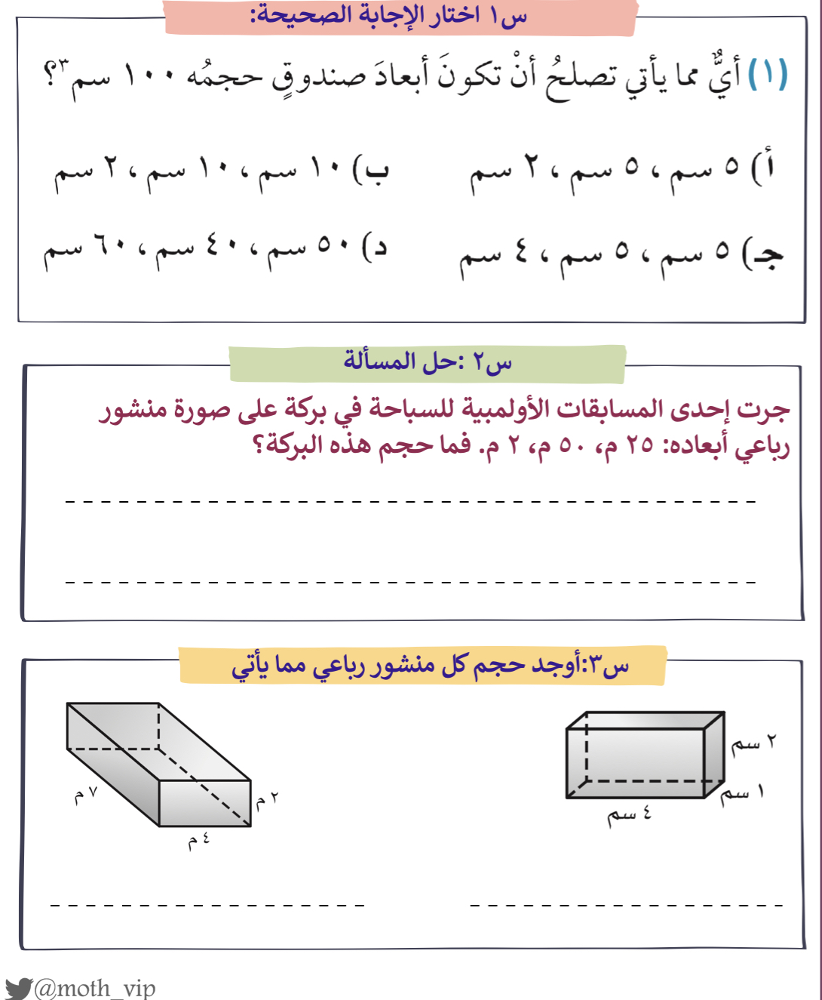 س١ اختار الإجابة الصحيحة:
(١) أيٌّ مما يأتي تصلحُ أنْ تكونَ أبعادَ صندوقٍ حجمُه ١٠٠ سم٣؟
أ) ٥ سم ، ٥ سم ، ٢ سم
ب) ١٠ سم ، ١٠ سم ، ٢ سم
جـ) ٥ سم ، ٥ سم ، ٤ سم
د) ٥٠ سم ، ٤٠ سم ، ٦٠ سم
س٢ :حل المسألة
جرت إحدى المسابقات الأولمبية للسباحة في بركة على صورة منشور
رباعي أبعاده: ٢٥ م، ٥٠ م، ٢ م. فما حجم هذه البركة؟
س٣:أوجد حجم كل منشور رباعي مما يأتي
٢ سم
١ سم
٤ سم
٧ م
٢ م
٤ م
@moth_vip